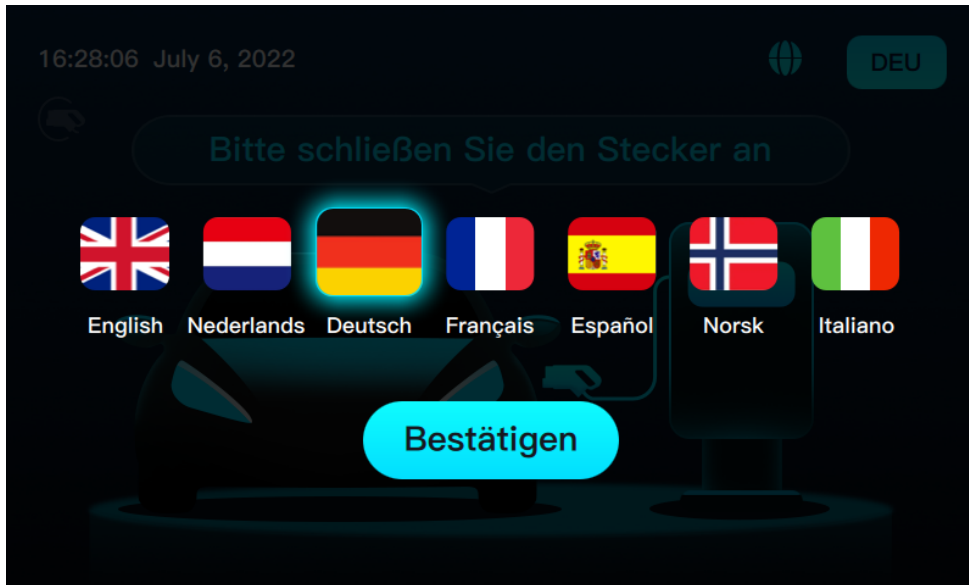 16:28:06 July 6, 2022
DEU
Bitte schließen Sie den Stecker an
English Nederlands Deutsch Français Español Norsk Italiano
Bestätigen